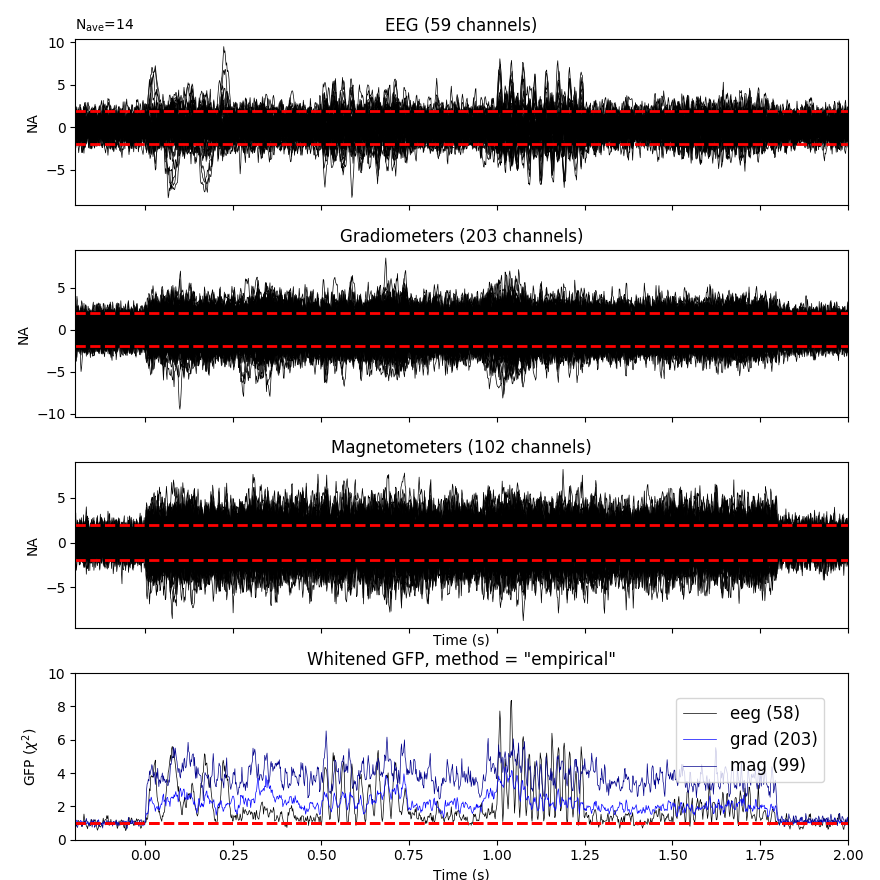 Nave=14
EEG (59 channels)
10
5
0
−5
NA
Gradiometers (203 channels)
5
0
−5
−10
NA
Magnetometers (102 channels)
5
0
−5
NA
Time (s)
Whitened GFP, method = "empirical"
10
8
6
4
2
0
GFP (χ²)
eeg (58)
grad (203)
mag (99)
0.00 0.25 0.50 0.75 1.00 1.25 1.50 1.75 2.00
Time (s)